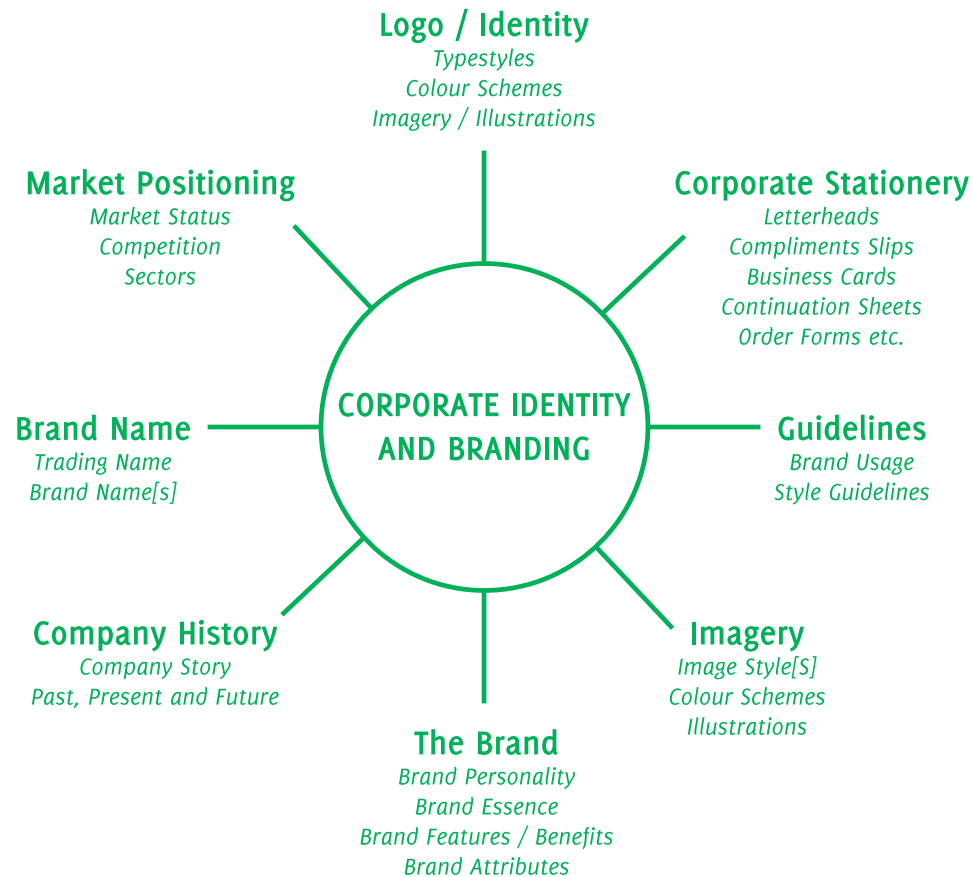 Logo / Identity
Typestyles
Colour Schemes
Imagery / Illustrations
Market Positioning
Market Status
Competition
Sectors
Corporate Stationery
Letterheads
Compliments Slips
Business Cards
Continuation Sheets
Order Forms etc.
CORPORATE IDENTITY
AND BRANDING
Brand Name
Trading Name
Brand Name[s]
Guidelines
Brand Usage
Style Guidelines
Company History
Company Story
Past, Present and Future
Imagery
Image Style[S]
Colour Schemes
Illustrations
The Brand
Brand Personality
Brand Essence
Brand Features / Benefits
Brand Attributes